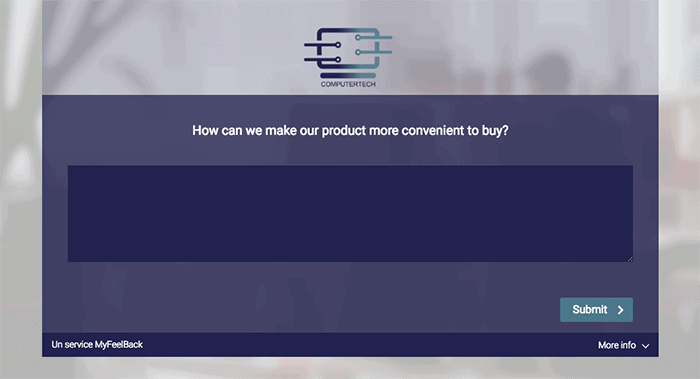 COMPUTERTECH
How can we make our product more convenient to buy?
Submit
Un service MyFeelBack
More info